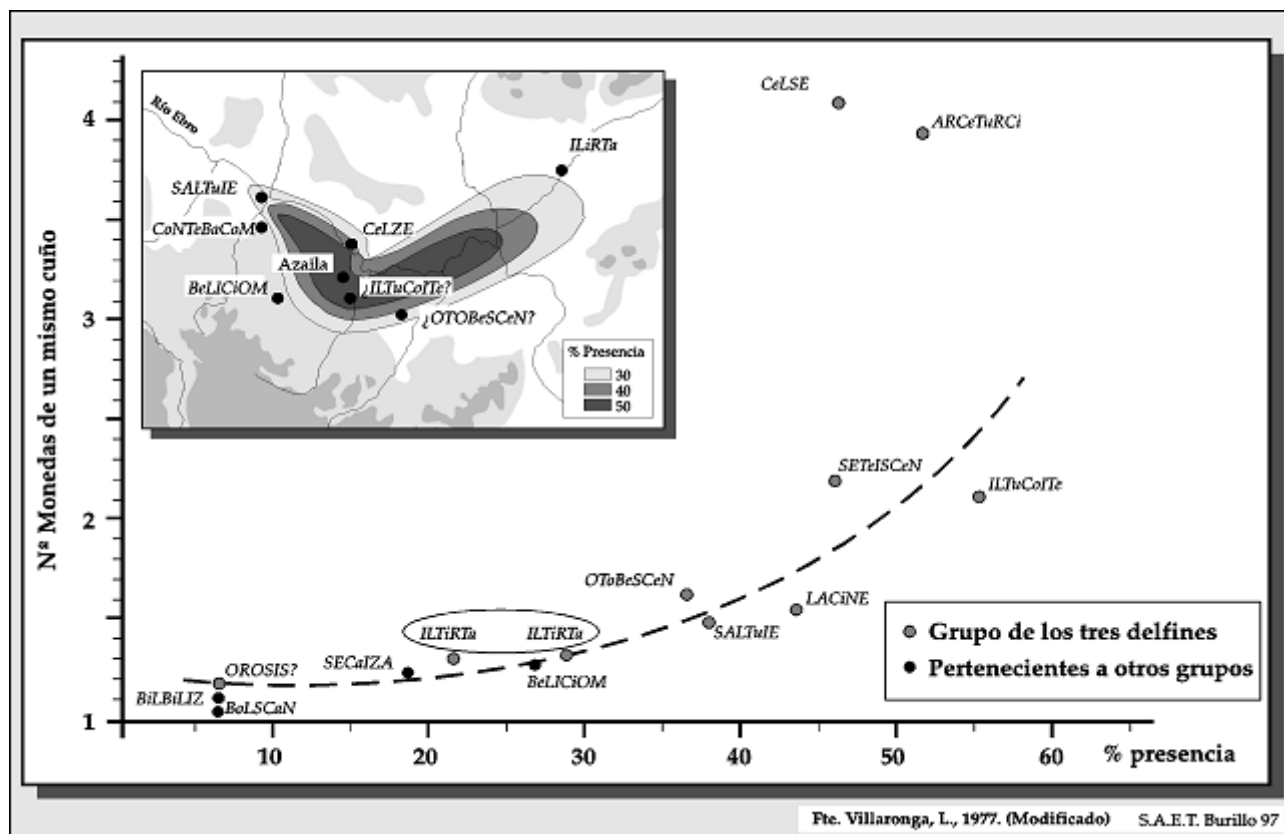 Nª Monedas de un mismo cuño
4
3
2
1
10
20
30
40
50
60
% presencia
Río Ebro
ILiRTa
SALTuIE
CoNTeBaCoM
CeLZE
Azaila
BeLICiOM
¿ILTuCoITe?
¿OTOBeSCeN?
% Presencia
30
40
50
CeLSE
ARCeTuRCi
SETeISCeN
ILTuCoITe
OToBeSCeN
LACiNE
SALTuIE
ILTiRTa
ILTiRTa
SECaIZA
BeLICiOM
OROSIS?
BiLBiLIZ
BoLSCaN
Grupo de los tres delfines
Pertenecientes a otros grupos
Fte. Villaronga, L., 1977. (Modificado) S.A.E.T. Burillo 97